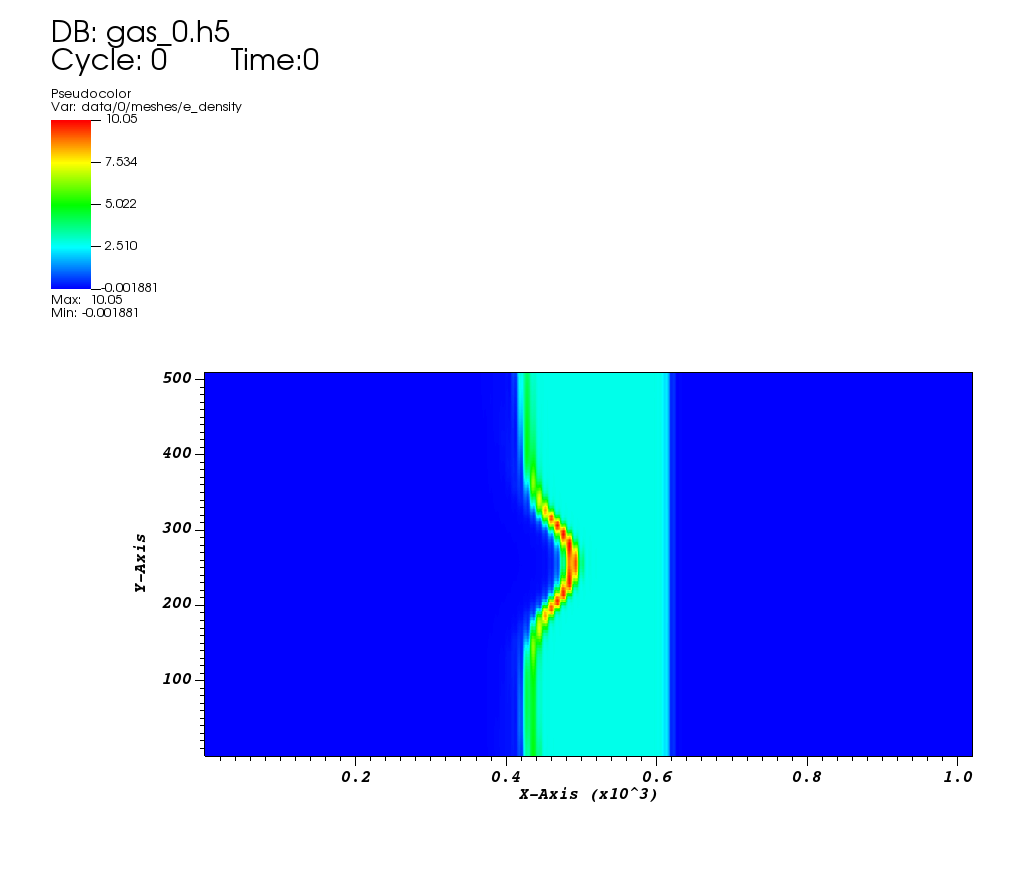 DB: gas_0.h5
Cycle: 0 Time:0
Pseudocolor
Var: data/0/meshes/e_density
10.05
7.534
5.022
2.510
-0.001881
Max: 10.05
Min: -0.001881
500
400
300
200
100
Y-Axis
0.2 0.4 0.6 0.8 1.0
X-Axis (x10^3)